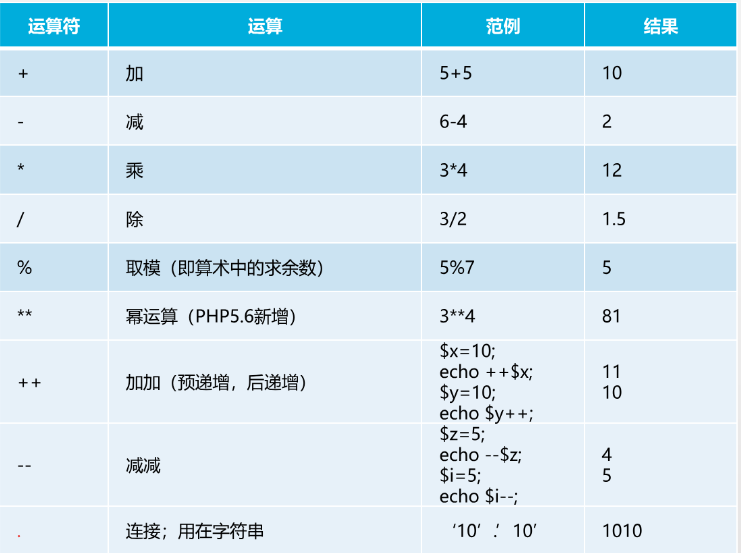 运算符 运算 范例 结果
+ 加 5+5 10
- 减 6-4 2
* 乘 3*4 12
/ 除 3/2 1.5
% 取模（即算术中的求余数） 5%7 5
** 幂运算（PHP5.6新增） 3**4 81
++ 加加（预递增，后递增）
$x=10;
echo ++$x;
$y=10;
echo $y++;
11
10
-- 减减
$z=5;
echo --$z;
$i=5;
echo $i--;
4
5
. 连接；用在字符串 ‘10’.’10’ 1010